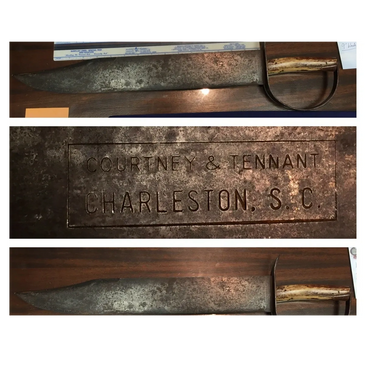 COURTNEY & TENNANT
CHARLESTON, S. C.